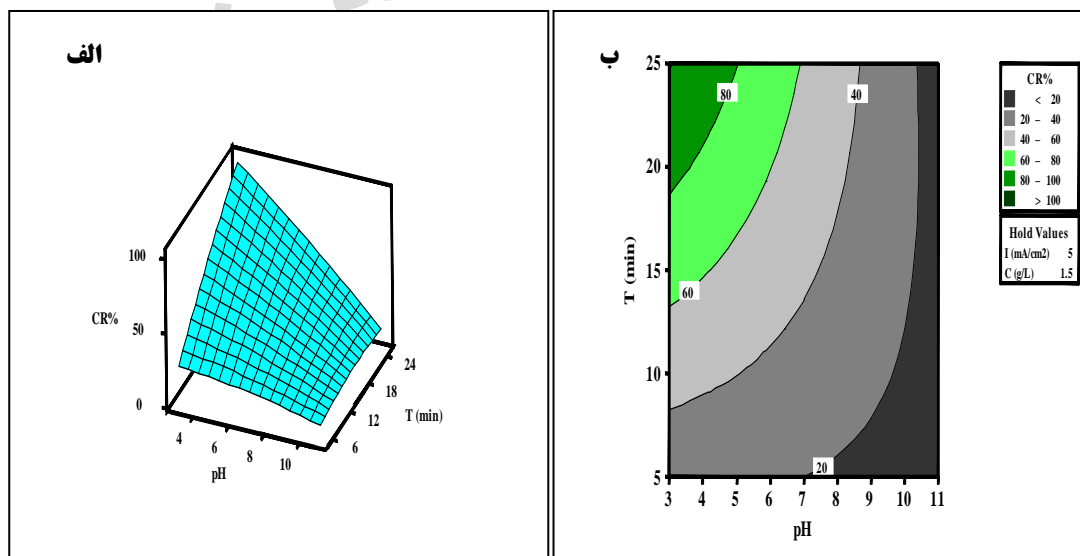 الف
100
CR%
50
0
4
6
8
10
pH
6
12
18
24
T (min)
ب
T (min)
25
20
15
10
5
3 4 5 6 7 8 9 10 11
pH
80
40
60
20
CR%
< 20
20 – 40
40 – 60
60 – 80
80 – 100
> 100
Hold Values
I (mA/cm2) 5
C (g/L) 1.5